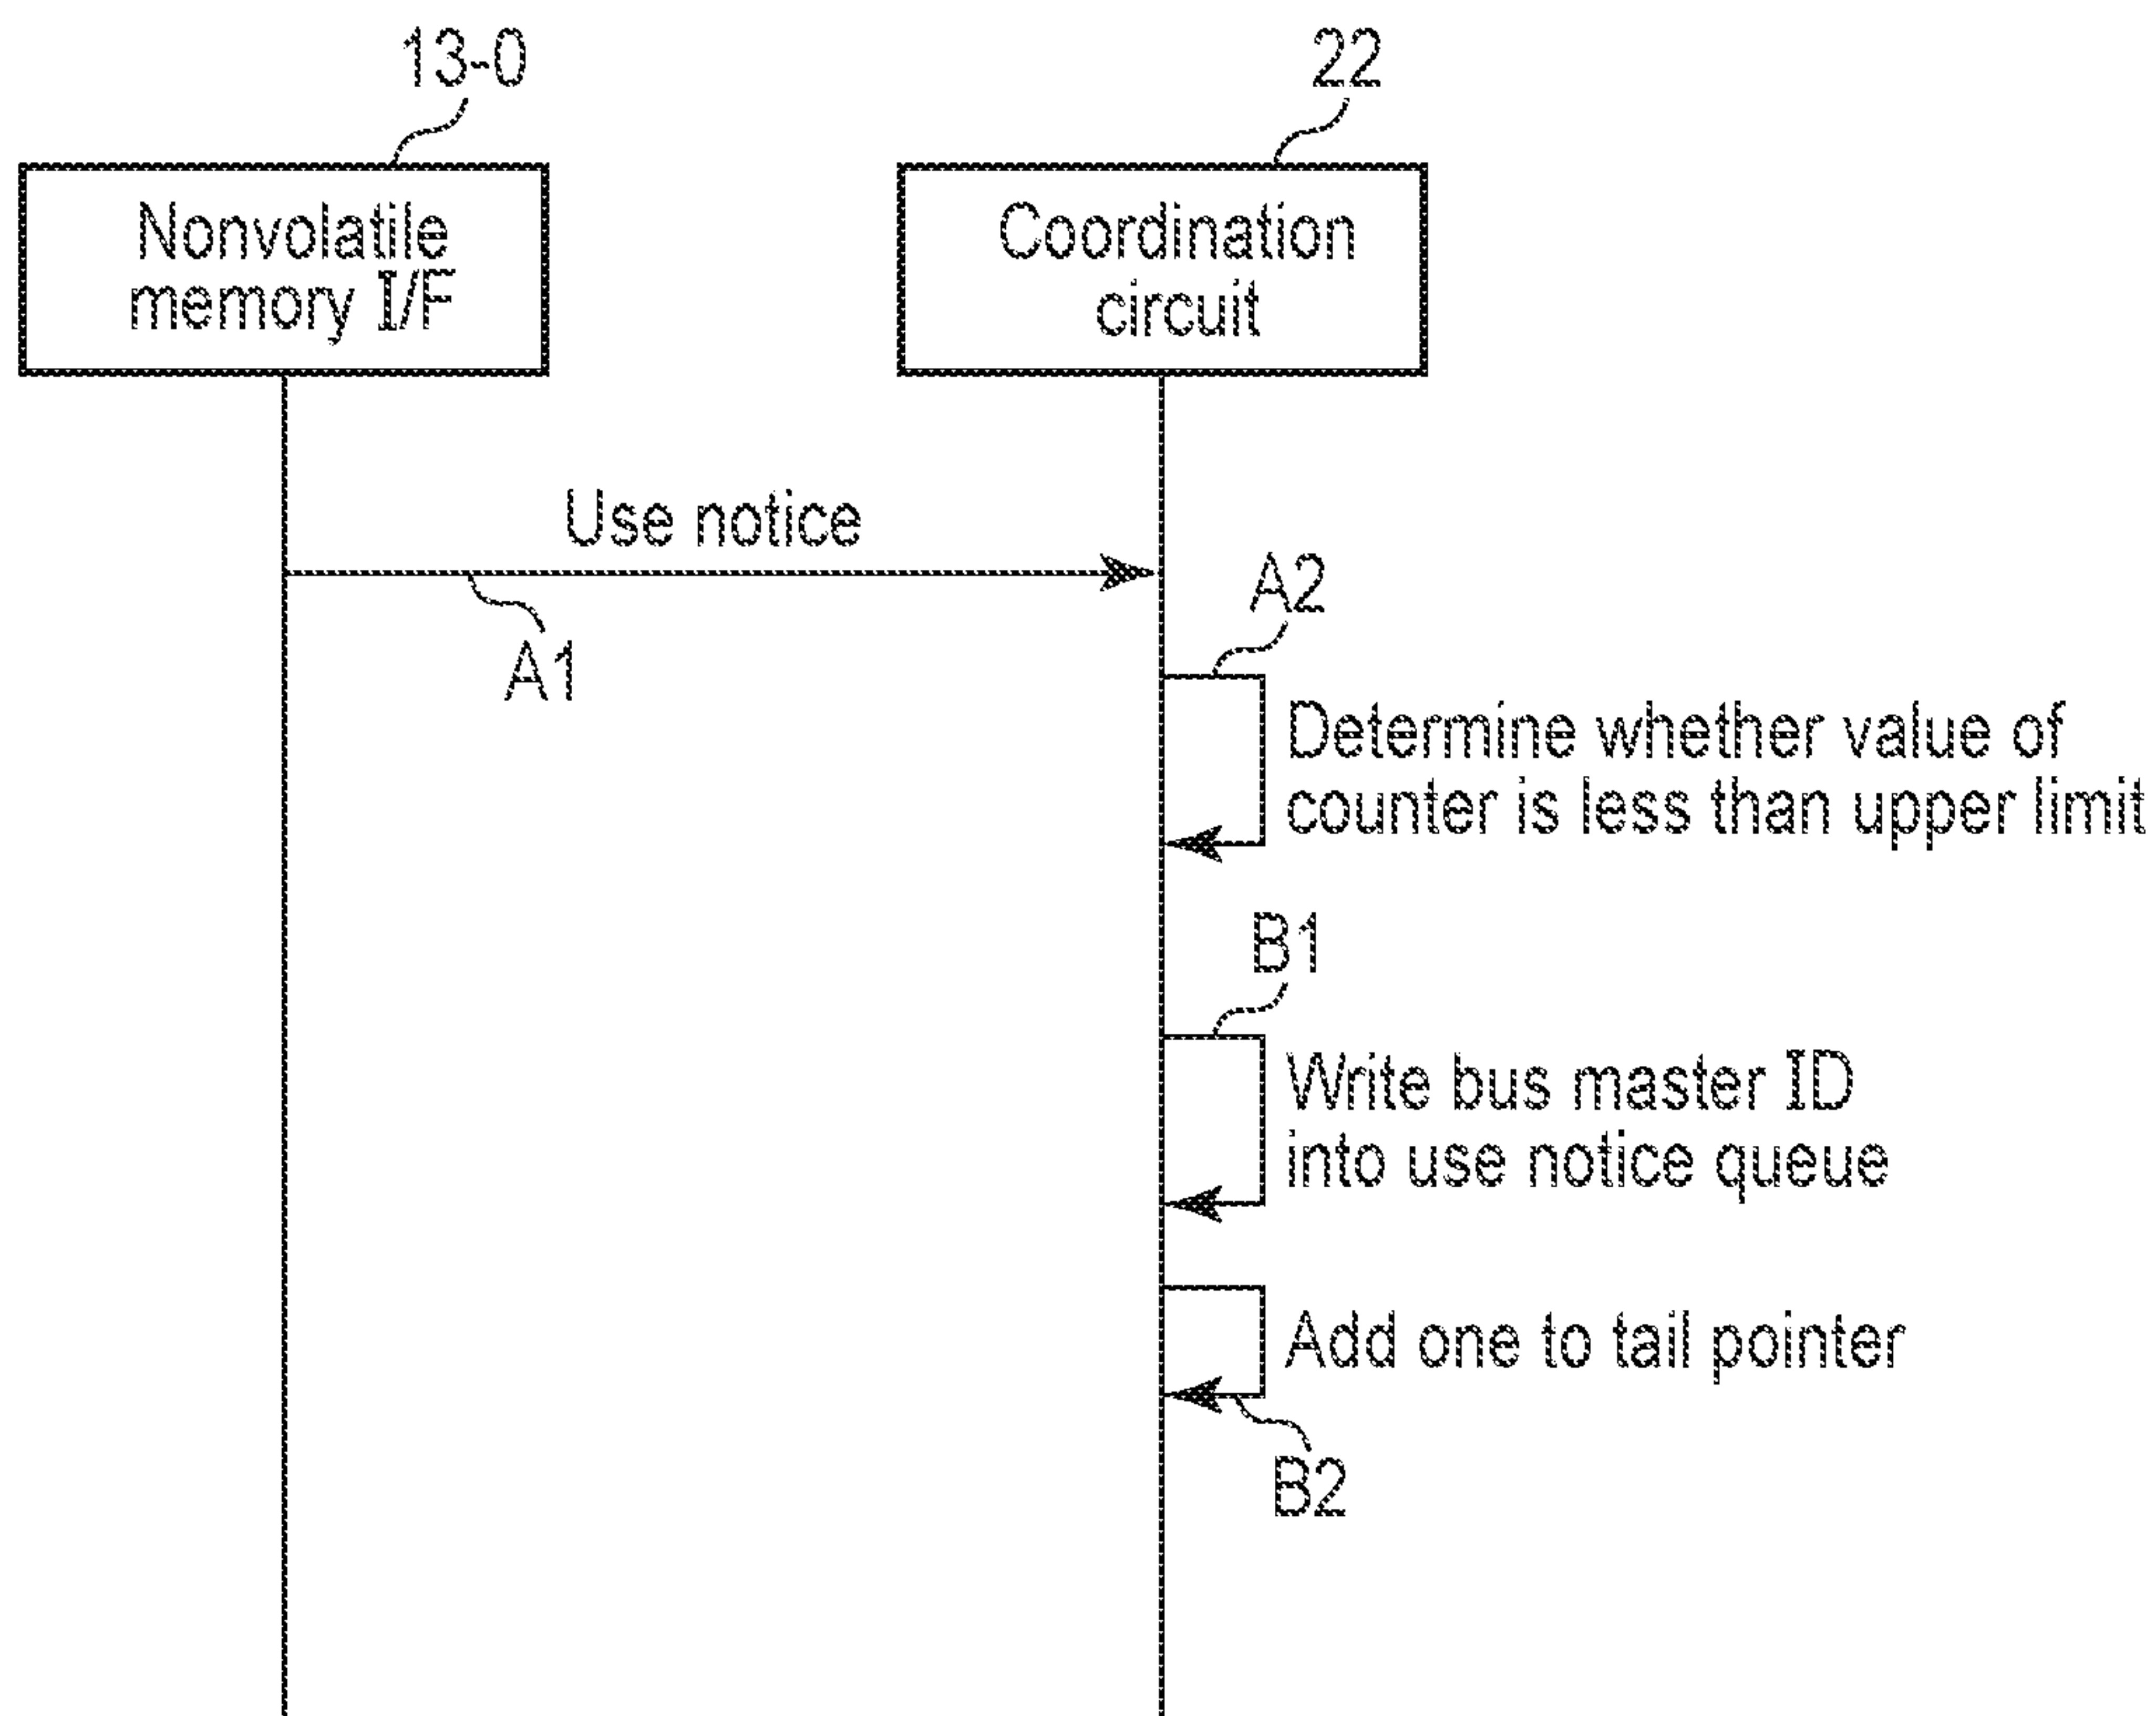 13-0
22
Nonvolatile
memory I/F
Coordination
circuit
Use notice
A1
A2
Determine whether value of
counter is less than upper limit
B1
Write bus master ID
into use notice queue
Add one to tail pointer
B2